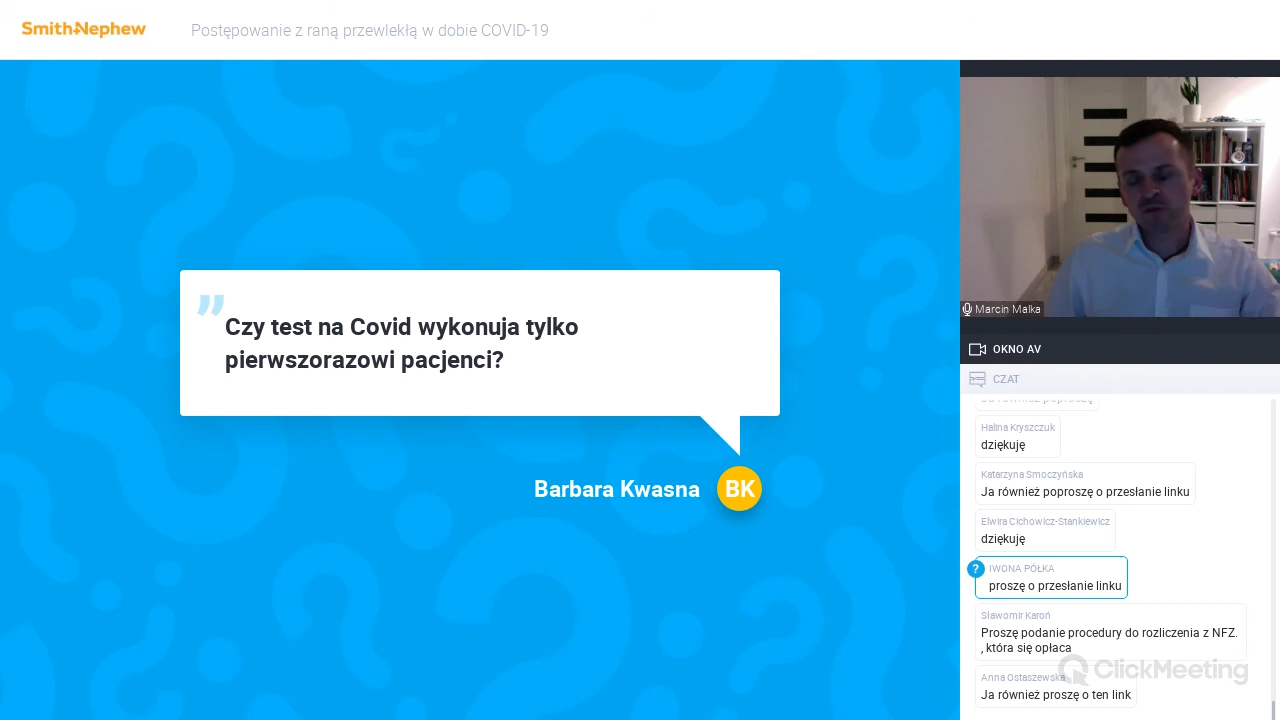 Smith+Nephew
Postępowanie z raną przewlekłą w dobie COVID-19
Czy test na Covid wykonuja tylko
pierwszorazowi pacjenci?
Barbara Kwasna
BK
Marcin Malka
OKNO AV
CZAT
Halina Kryszczuk
dziękuję
Katarzyna Smoczyńska
Ja również poproszę o przesłanie linku
Elwira Cichowicz-Stankiewicz
dziękuję
?
IWONA PÓŁKA
proszę o przesłanie linku
Sławomir Karoń
Proszę podanie procedury do rozliczenia z NFZ.
, która się opłaca
Anna Ostaszewska
Ja również proszę o ten link
ClickMeeting